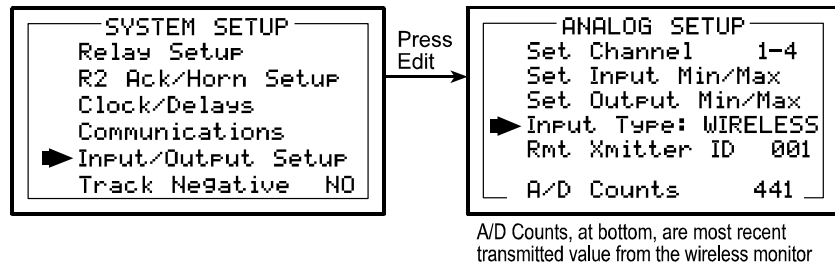 SYSTEM SETUP
Relay Setup
R2 Ack/Horn Setup
Clock/Delays
Communications
Input/Output Setup
Track Negative NO
Press
Edit
ANALOG SETUP
Set Channel 1-4
Set Input Min/Max
Set Output Min/Max
Input Type: WIRELESS
Rmt Xmitter ID 001
A/D Counts 441
A/D Counts, at bottom, are most recent
transmitted value from the wireless monitor